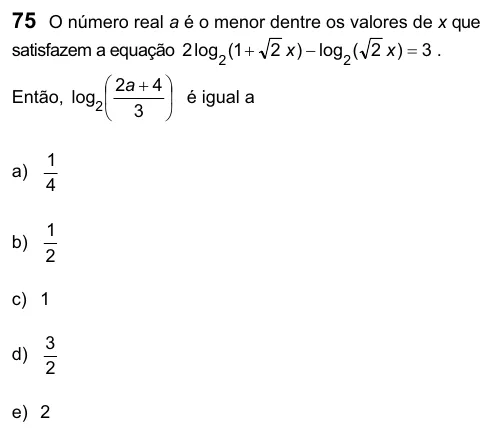 75 O número real a é o menor dentre os valores de x que
satisfazem a equação 2log₂(1+√2 x)−log₂(√2 x)=3 .
Então, log₂((2a+4)/3) é igual a
a) 1/4
b) 1/2
c) 1
d) 3/2
e) 2